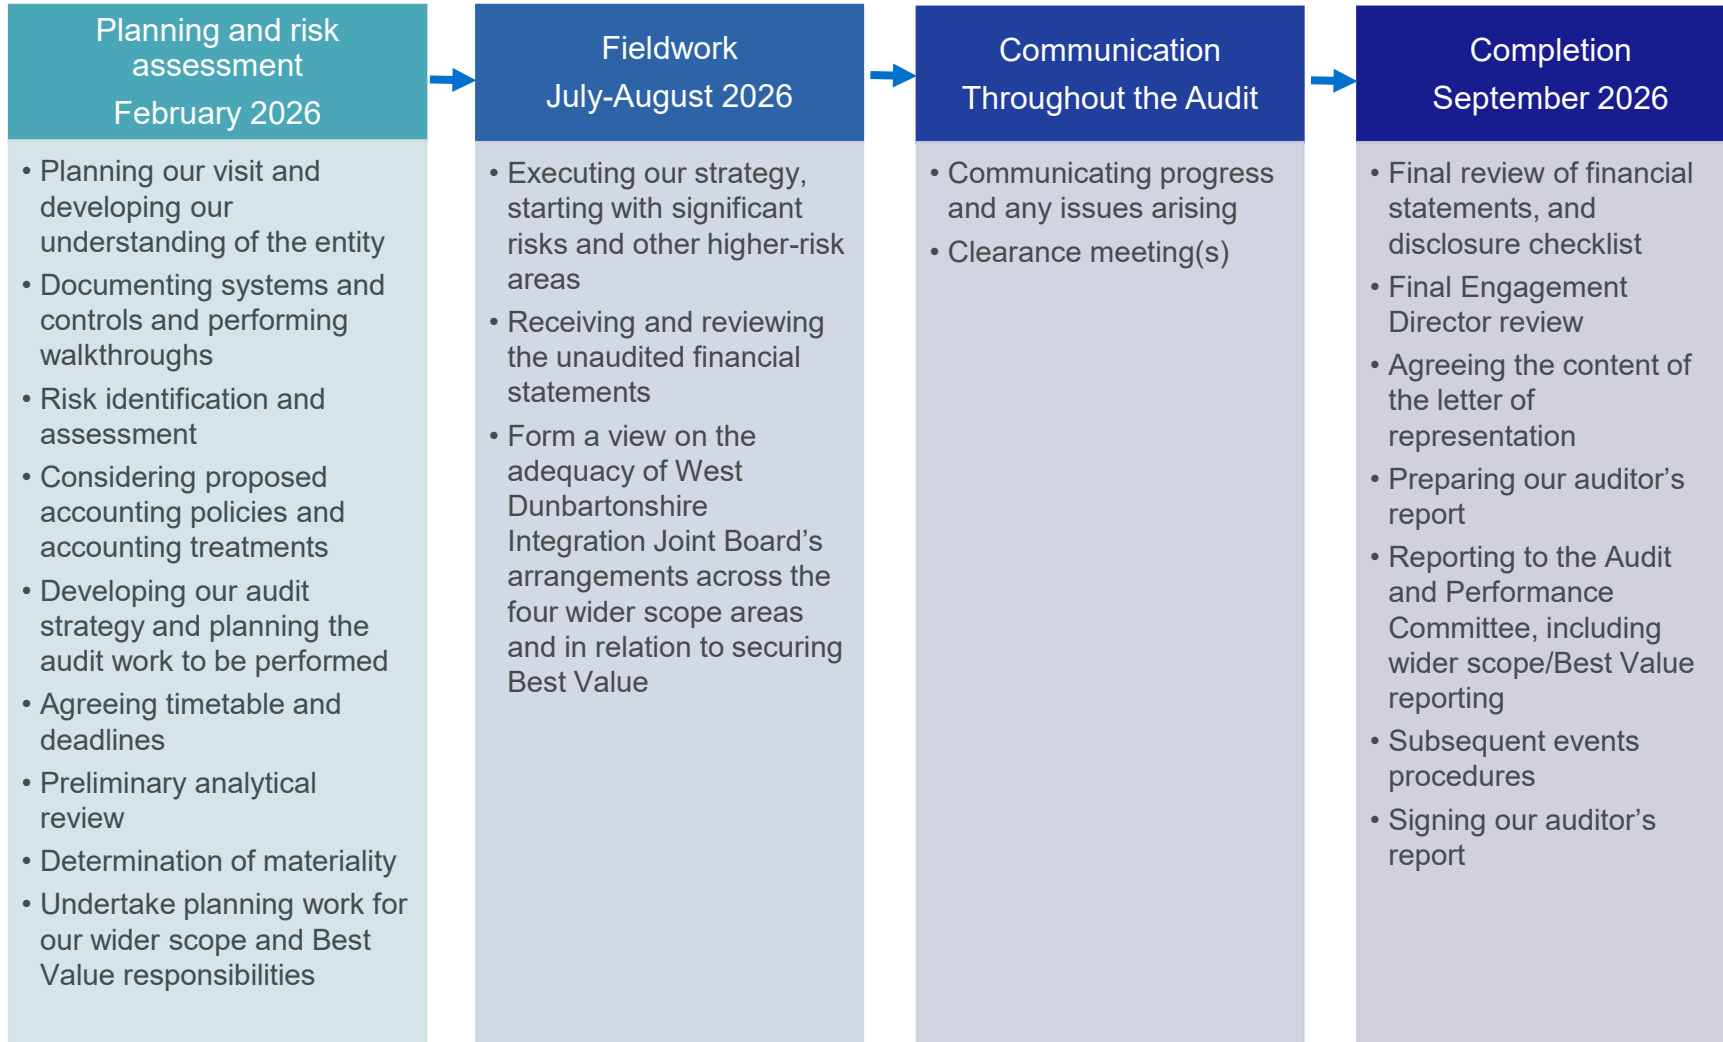 Planning and risk
assessment
February 2026
• Planning our visit and
developing our
understanding of the entity
• Documenting systems and
controls and performing
walkthroughs
• Risk identification and
assessment
• Considering proposed
accounting policies and
accounting treatments
• Developing our audit
strategy and planning the
audit work to be performed
• Agreeing timetable and
deadlines
• Preliminary analytical
review
• Determination of materiality
• Undertake planning work for
our wider scope and Best
Value responsibilities
Fieldwork
July-August 2026
• Executing our strategy,
starting with significant
risks and other higher-risk
areas
• Receiving and reviewing
the unaudited financial
statements
• Form a view on the
adequacy of West
Dunbartonshire
Integration Joint Board’s
arrangements across the
four wider scope areas
and in relation to securing
Best Value
Communication
Throughout the Audit
• Communicating progress
and any issues arising
• Clearance meeting(s)
Completion
September 2026
• Final review of financial
statements, and
disclosure checklist
• Final Engagement
Director review
• Agreeing the content of
the letter of
representation
• Preparing our auditor’s
report
• Reporting to the Audit
and Performance
Committee, including
wider scope/Best Value
reporting
• Subsequent events
procedures
• Signing our auditor’s
report